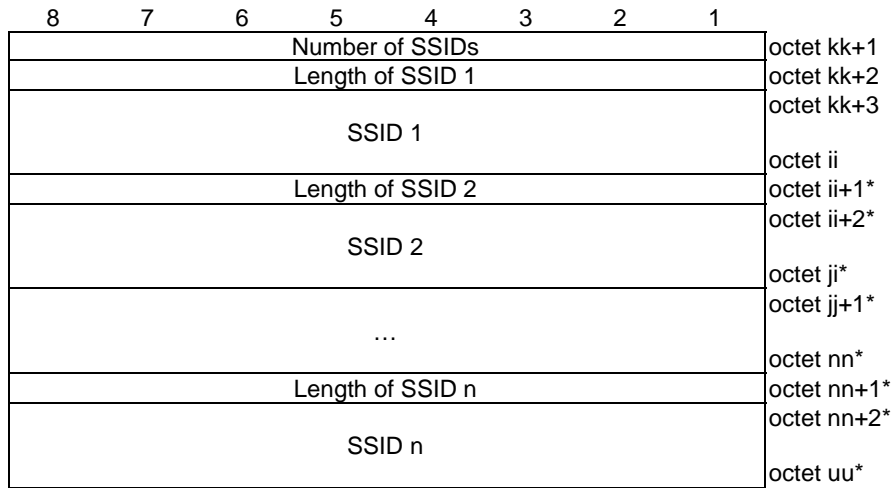 8 7 6 5 4 3 2 1
Number of SSIDs octet kk+1
Length of SSID 1 octet kk+2
octet kk+3
SSID 1
octet ii
Length of SSID 2 octet ii+1*
octet ii+2*
SSID 2
octet ji*
octet jj+1*
…
octet nn*
Length of SSID n octet nn+1*
octet nn+2*
SSID n
octet uu*